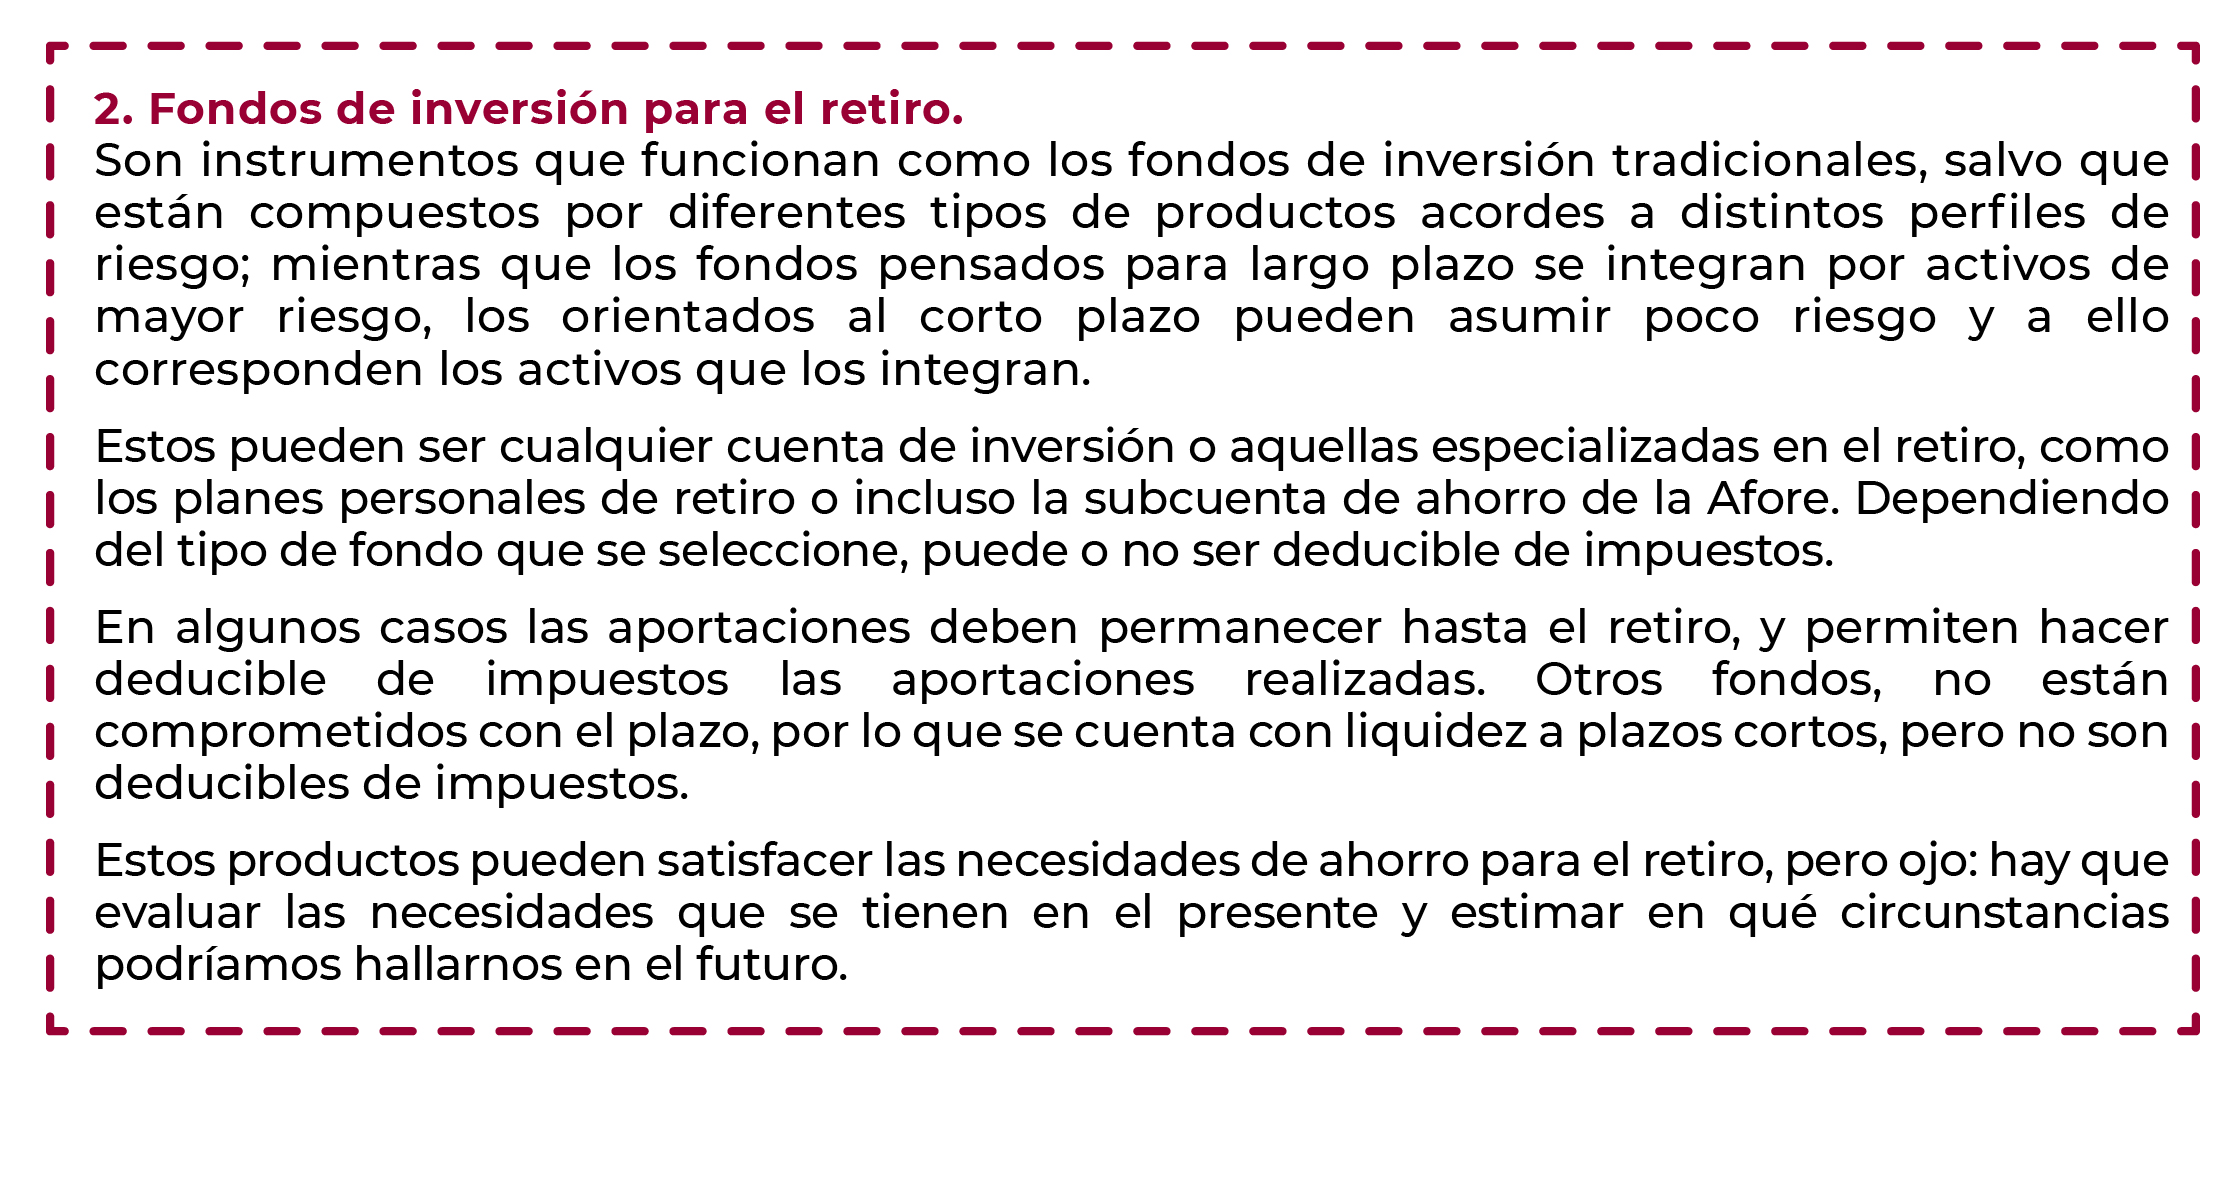 2. Fondos de inversión para el retiro.
Son instrumentos que funcionan como los fondos de inversión tradicionales, salvo que
están compuestos por diferentes tipos de productos acordes a distintos perfiles de
riesgo; mientras que los fondos pensados para largo plazo se integran por activos de
mayor riesgo, los orientados al corto plazo pueden asumir poco riesgo y a ello
corresponden los activos que los integran.
Estos pueden ser cualquier cuenta de inversión o aquellas especializadas en el retiro, como
los planes personales de retiro o incluso la subcuenta de ahorro de la Afore. Dependiendo
del tipo de fondo que se seleccione, puede o no ser deducible de impuestos.
En algunos casos las aportaciones deben permanecer hasta el retiro, y permiten hacer
deducible de impuestos las aportaciones realizadas. Otros fondos, no están
comprometidos con el plazo, por lo que se cuenta con liquidez a plazos cortos, pero no son
deducibles de impuestos.
Estos productos pueden satisfacer las necesidades de ahorro para el retiro, pero ojo: hay que
evaluar las necesidades que se tienen en el presente y estimar en qué circunstancias
podríamos hallarnos en el futuro.